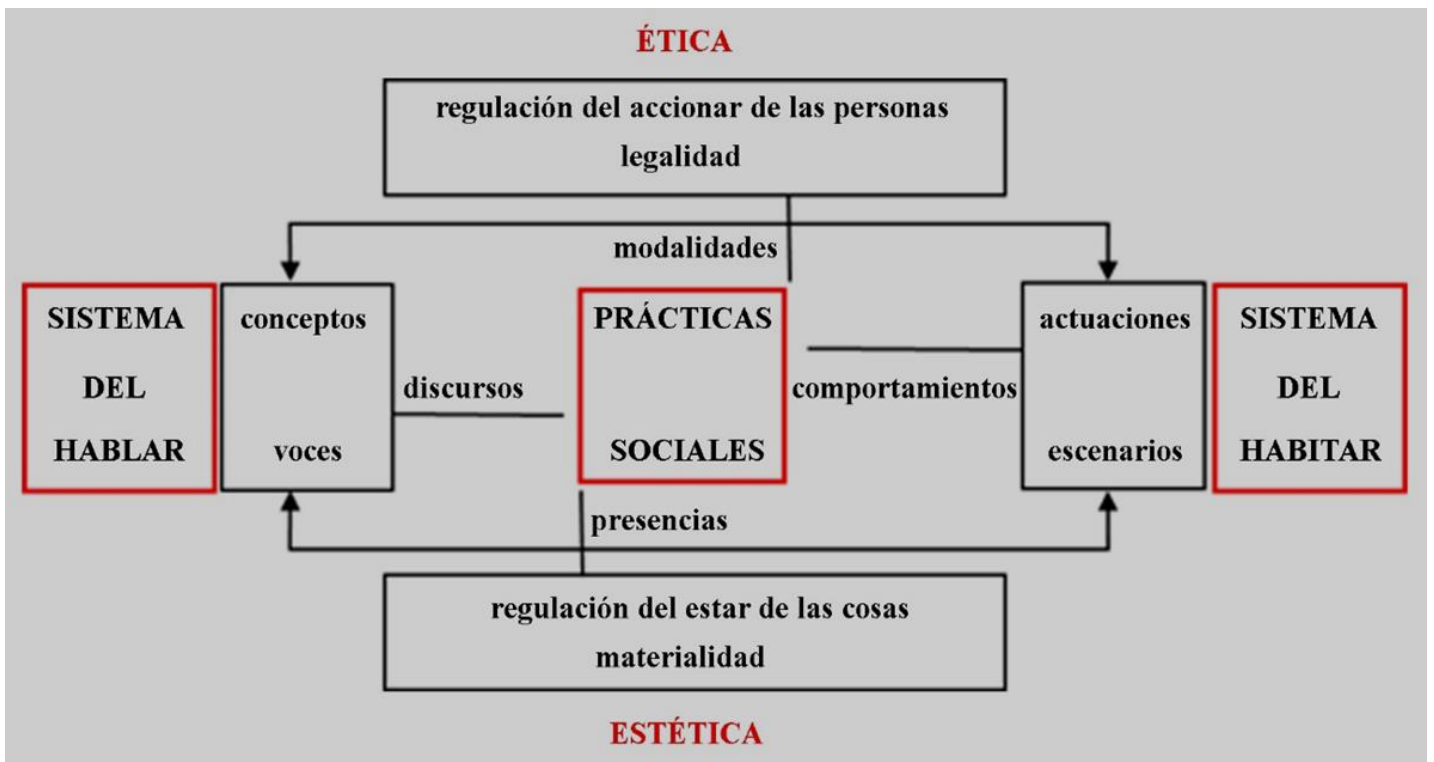 ÉTICA
regulación del accionar de las personas
legalidad
modalidades
SISTEMA
DEL
HABLAR
conceptos
voces
discursos
PRÁCTICAS
SOCIALES
comportamientos
actuaciones
escenarios
SISTEMA
DEL
HABITAR
presencias
regulación del estar de las cosas
materialidad
ESTÉTICA